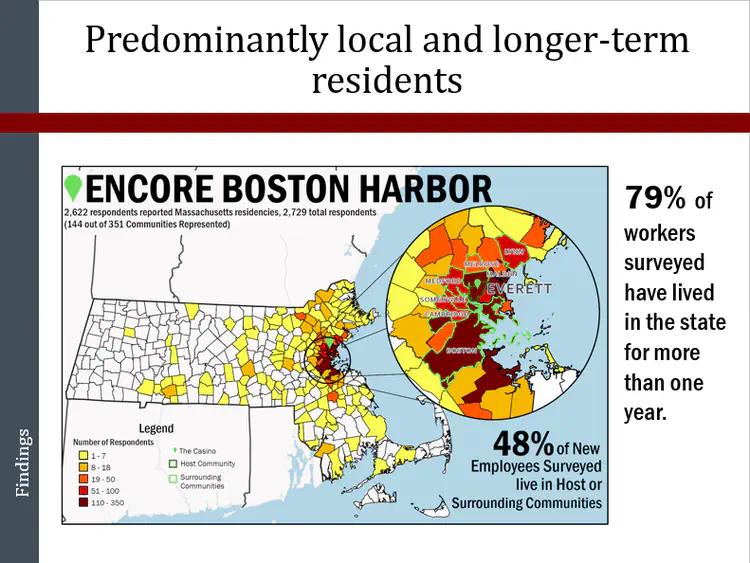 Predominantly local and longer-term
residents
ENCORE BOSTON HARBOR
2,622 respondents reported Massachusetts residencies, 2,729 total respondents
(144 out of 351 Communities Represented)
LYNN
MELROSE
MALDEN
MEDFORD
EVERETT
SOMERVILLE
CAMBRIDGE
BOSTON
Legend
Number of Respondents
1 - 7
8 - 18
19 - 50
51 - 100
110 - 350
The Casino
Host Community
Surrounding
Communities
48% of New
Employees Surveyed
live in Host or
Surrounding Communities
79% of
workers
surveyed
have lived
in the state
for more
than one
year.
Findings